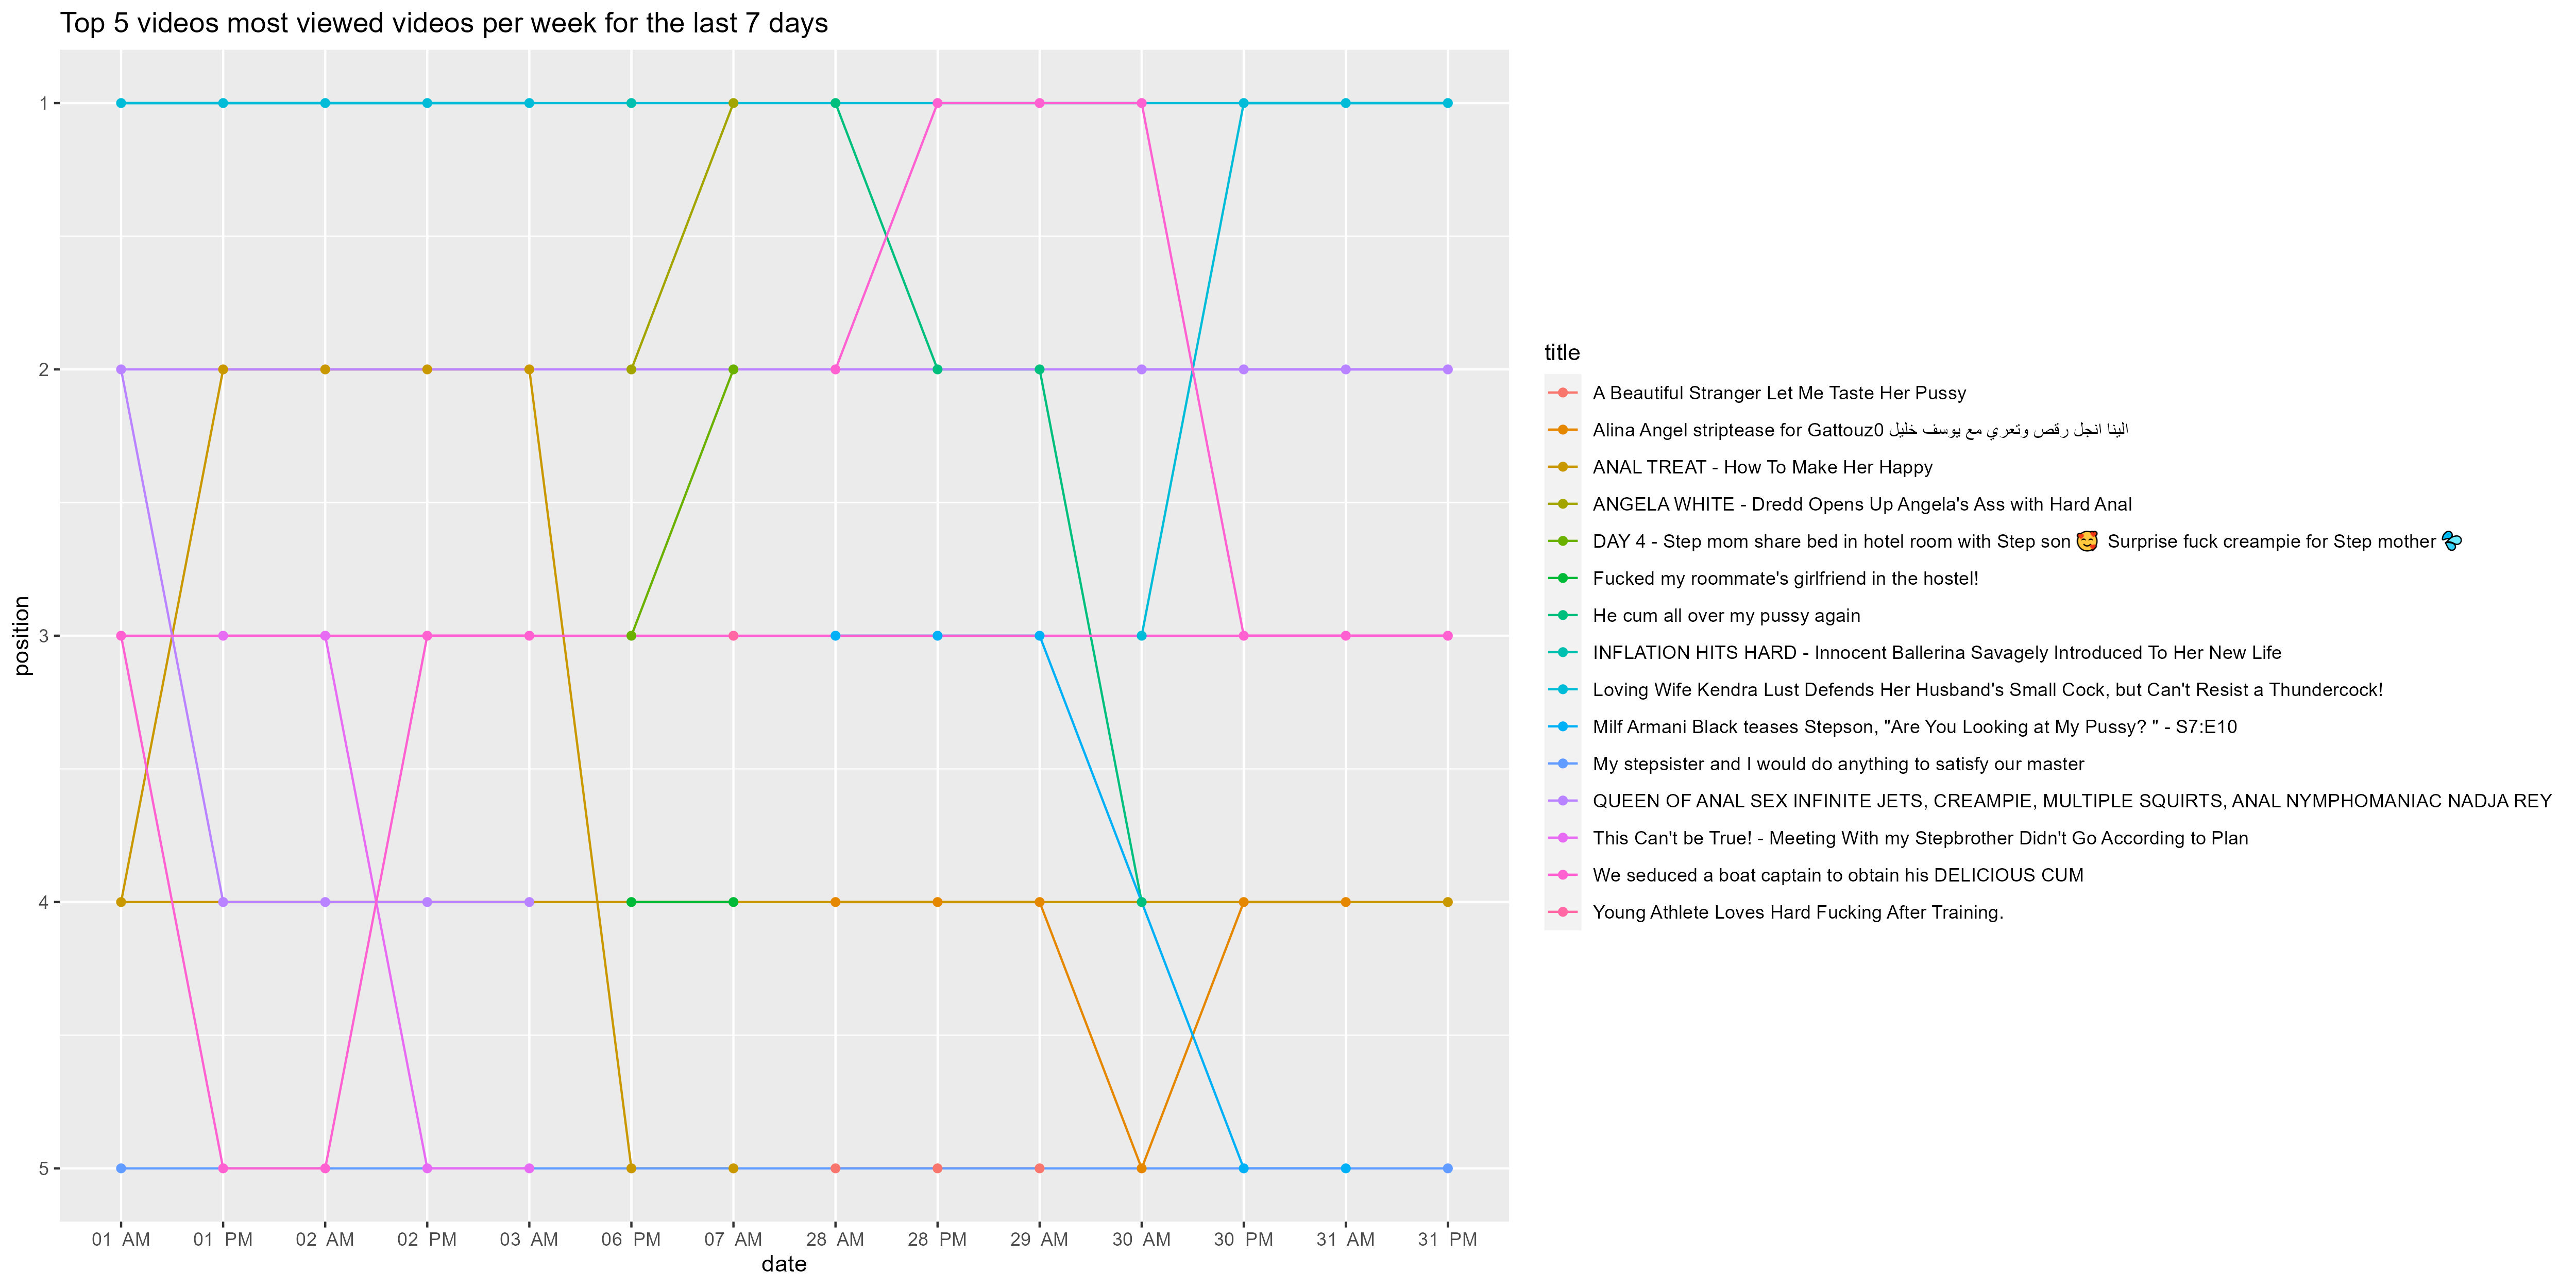 Top 5 videos most viewed videos per week for the last 7 days
position
1
2
3
4
5
01 AM 01 PM 02 AM 02 PM 03 AM 06 PM 07 AM 28 AM 28 PM 29 AM 30 AM 30 PM 31 AM 31 PM
date
title
A Beautiful Stranger Let Me Taste Her Pussy
Alina Angel striptease for Gattouz0 الينا انجل رقص وتعري مع يوسف خليل
ANAL TREAT - How To Make Her Happy
ANGELA WHITE - Dredd Opens Up Angela's Ass with Hard Anal
DAY 4 - Step mom share bed in hotel room with Step son 🥰 Surprise fuck creampie for Step mother 💦
Fucked my roommate's girlfriend in the hostel!
He cum all over my pussy again
INFLATION HITS HARD - Innocent Ballerina Savagely Introduced To Her New Life
Loving Wife Kendra Lust Defends Her Husband's Small Cock, but Can't Resist a Thundercock!
Milf Armani Black teases Stepson, "Are You Looking at My Pussy? " - S7:E10
My stepsister and I would do anything to satisfy our master
QUEEN OF ANAL SEX INFINITE JETS, CREAMPIE, MULTIPLE SQUIRTS, ANAL NYMPHOMANIAC NADJA REY
This Can't be True! - Meeting With my Stepbrother Didn't Go According to Plan
We seduced a boat captain to obtain his DELICIOUS CUM
Young Athlete Loves Hard Fucking After Training.